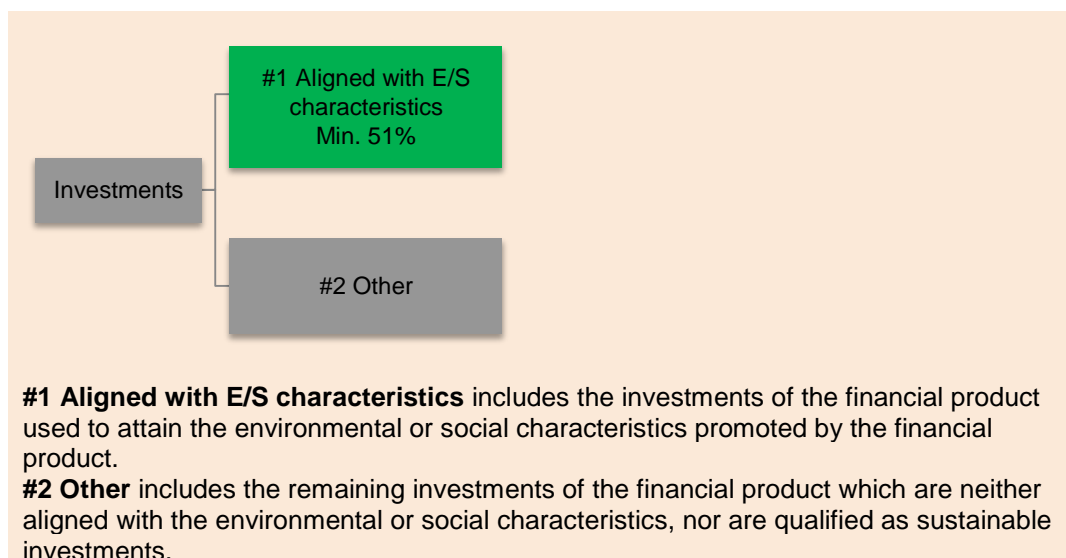 #1 Aligned with E/S
characteristics
Min. 51%
Investments
#2 Other
#1 Aligned with E/S characteristics includes the investments of the financial product
used to attain the environmental or social characteristics promoted by the financial
product.
#2 Other includes the remaining investments of the financial product which are neither
aligned with the environmental or social characteristics, nor are qualified as sustainable
investments.